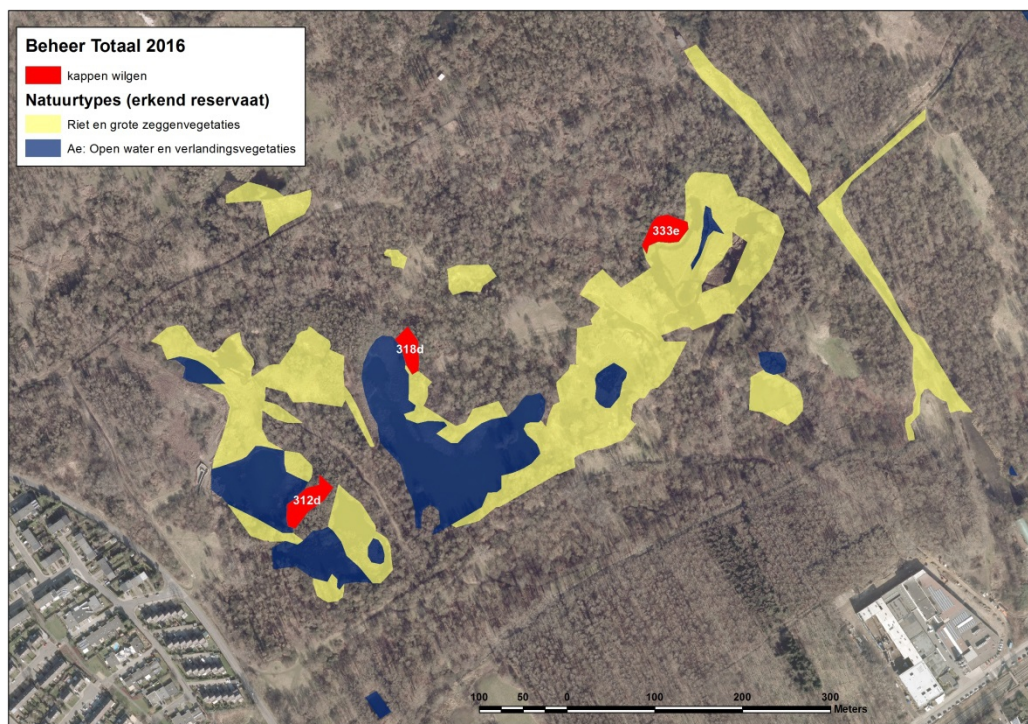 Beheer Totaal 2016
kappen wilgen
Natuurtypes (erkend reservaat)
Riet en grote zeggenvegetaties
Ae: Open water en verlandingsvegetaties
333e
318d
312d
100 50 0 100 200 300
Meters